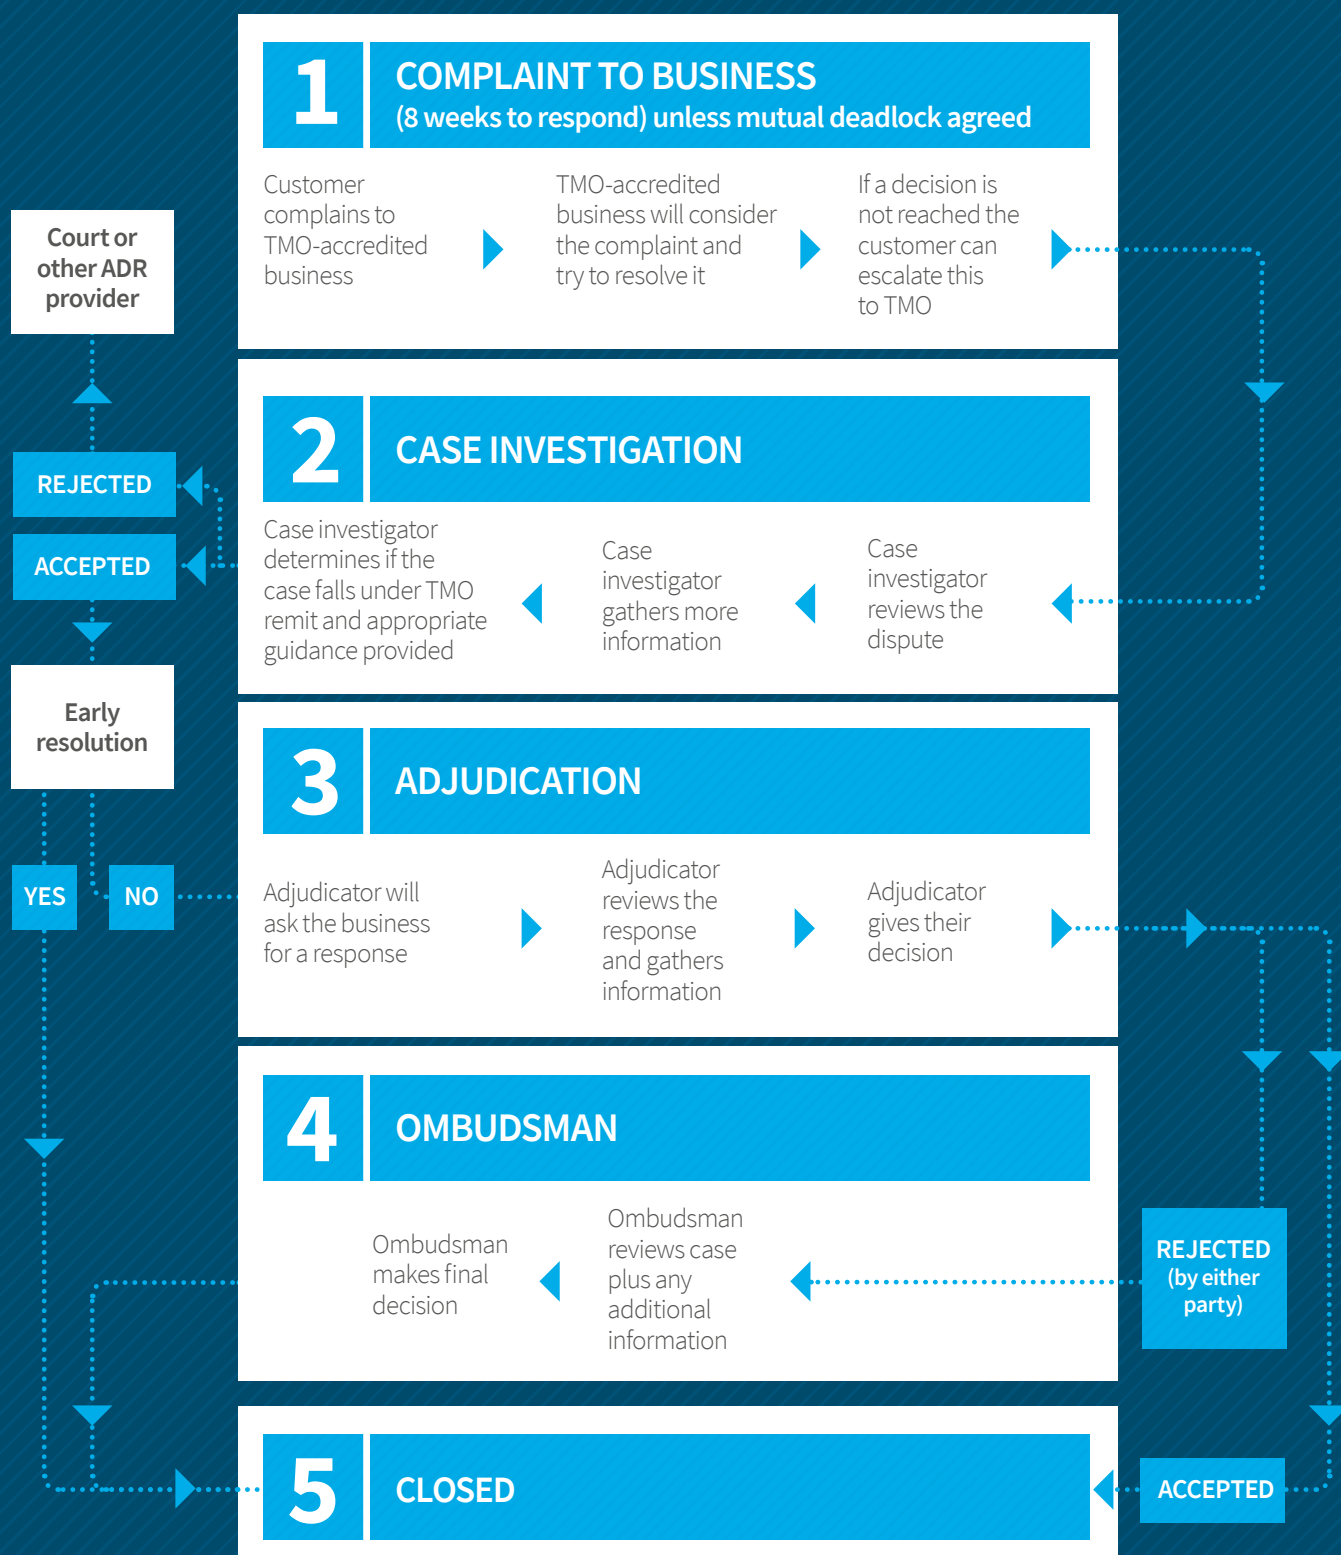 1
COMPLAINT TO BUSINESS
(8 weeks to respond) unless mutual deadlock agreed
Customer
complains to
TMO-accredited
business
TMO-accredited
business will consider
the complaint and
try to resolve it
If a decision is
not reached the
customer can
escalate this
to TMO
Court or
other ADR
provider
REJECTED
ACCEPTED
2
CASE INVESTIGATION
Case investigator
determines if the
case falls under TMO
remit and appropriate
guidance provided
Case
investigator
gathers more
information
Case
investigator
reviews the
dispute
Early
resolution
YES
NO
3
ADJUDICATION
Adjudicator will
ask the business
for a response
Adjudicator
reviews the
response
and gathers
information
Adjudicator
gives their
decision
4
OMBUDSMAN
Ombudsman
makes final
decision
Ombudsman
reviews case
plus any
additional
information
REJECTED
(by either
party)
5
CLOSED
ACCEPTED